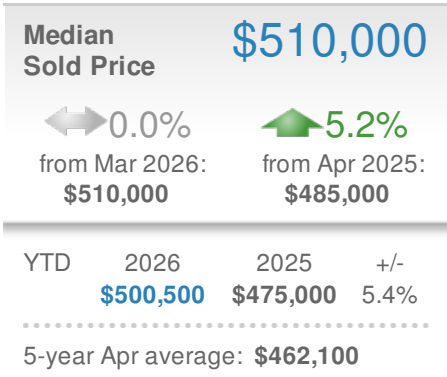 Median $510,000
Sold Price
0.0% 5.2%
from Mar 2026: from Apr 2025:
$510,000 $485,000
YTD 2026 2025 +/-
$500,500 $475,000 5.4%
5-year Apr average: $462,100